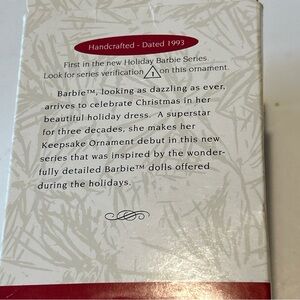 Handcrafted - Dated 1993
First in the new Holiday Barbie Series.
Look for series verification 1 on this ornament.
Barbie™, looking as dazzling as ever,
arrives to celebrate Christmas in her
beautiful holiday dress. A superstar
for three decades, she makes her
Keepsake Ornament debut in this new
series that was inspired by the wonder-
fully detailed Barbie™ dolls offered
during the holidays.